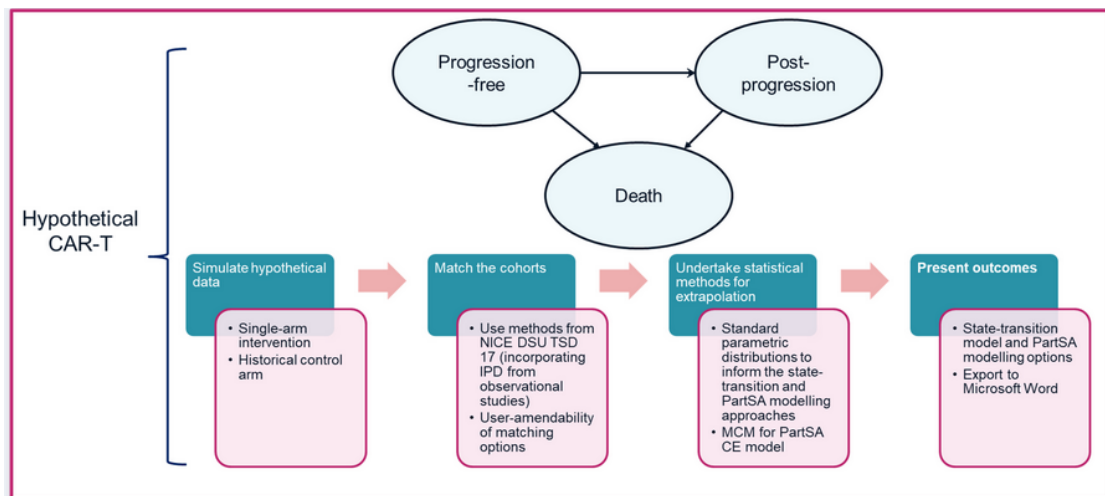 Progression
-free
Post-
progression
Death
Hypothetical
CAR-T
Simulate hypothetical
data
• Single-arm
intervention
• Historical control
arm
Match the cohorts
• Use methods from
NICE DSU TSD
17 (incorporating
IPD from
observational
studies)
• User-amendability
of matching
options
Undertake statistical
methods for
extrapolation
• Standard
parametric
distributions to
inform the state-
transition and
PartSA modelling
approaches
• MCM for PartSA
CE model
Present outcomes
• State-transition
model and PartSA
modelling options
• Export to
Microsoft Word